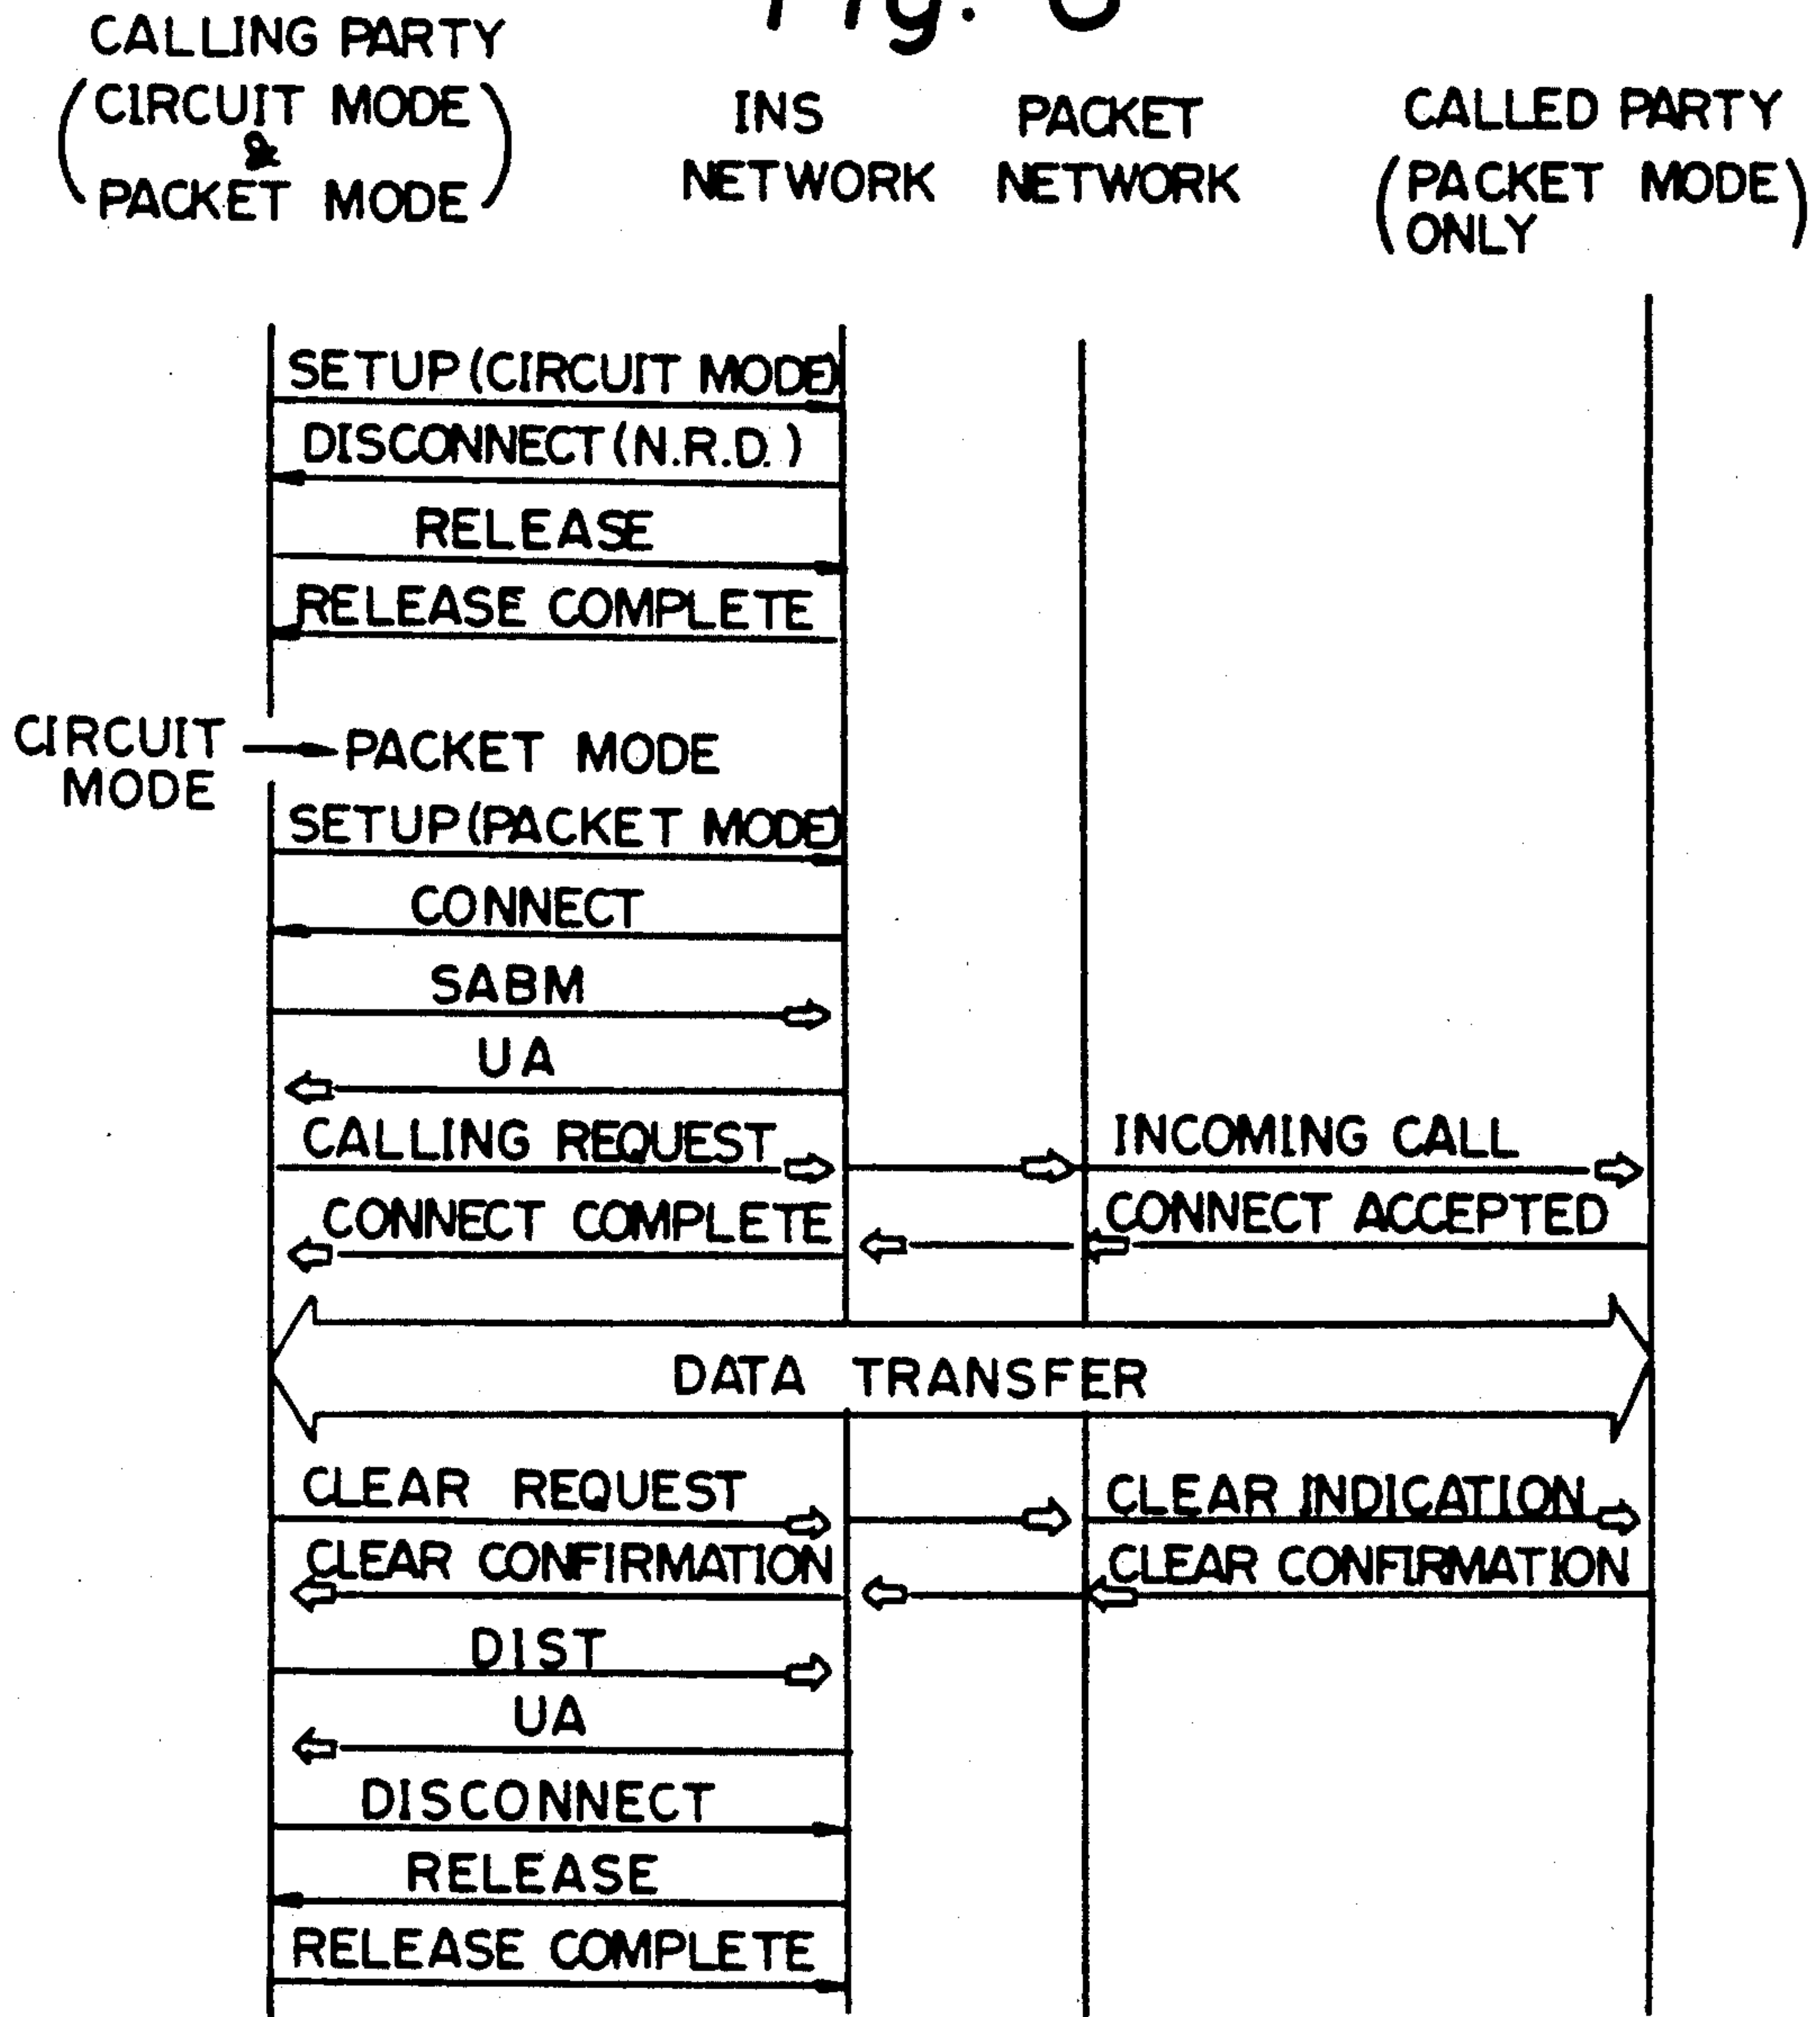 CALLING PARTY
(CIRCUIT MODE
&
PACKET MODE)
INS
NETWORK
PACKET
NETWORK
CALLED PARTY
(PACKET MODE)
ONLY
SETUP(CIRCUIT MODE)
DISCONNECT(N.R.D.)
RELEASE
RELEASE COMPLETE
CIRCUIT
MODE
PACKET MODE
SETUP(PACKET MODE)
CONNECT
SABM
UA
CALLING REQUEST
INCOMING CALL
CONNECT COMPLETE
CONNECT ACCEPTED
DATA TRANSFER
CLEAR REQUEST
CLEAR INDICATION
CLEAR CONFIRMATION
CLEAR CONFIRMATION
DIST
UA
DISCONNECT
RELEASE
RELEASE COMPLETE